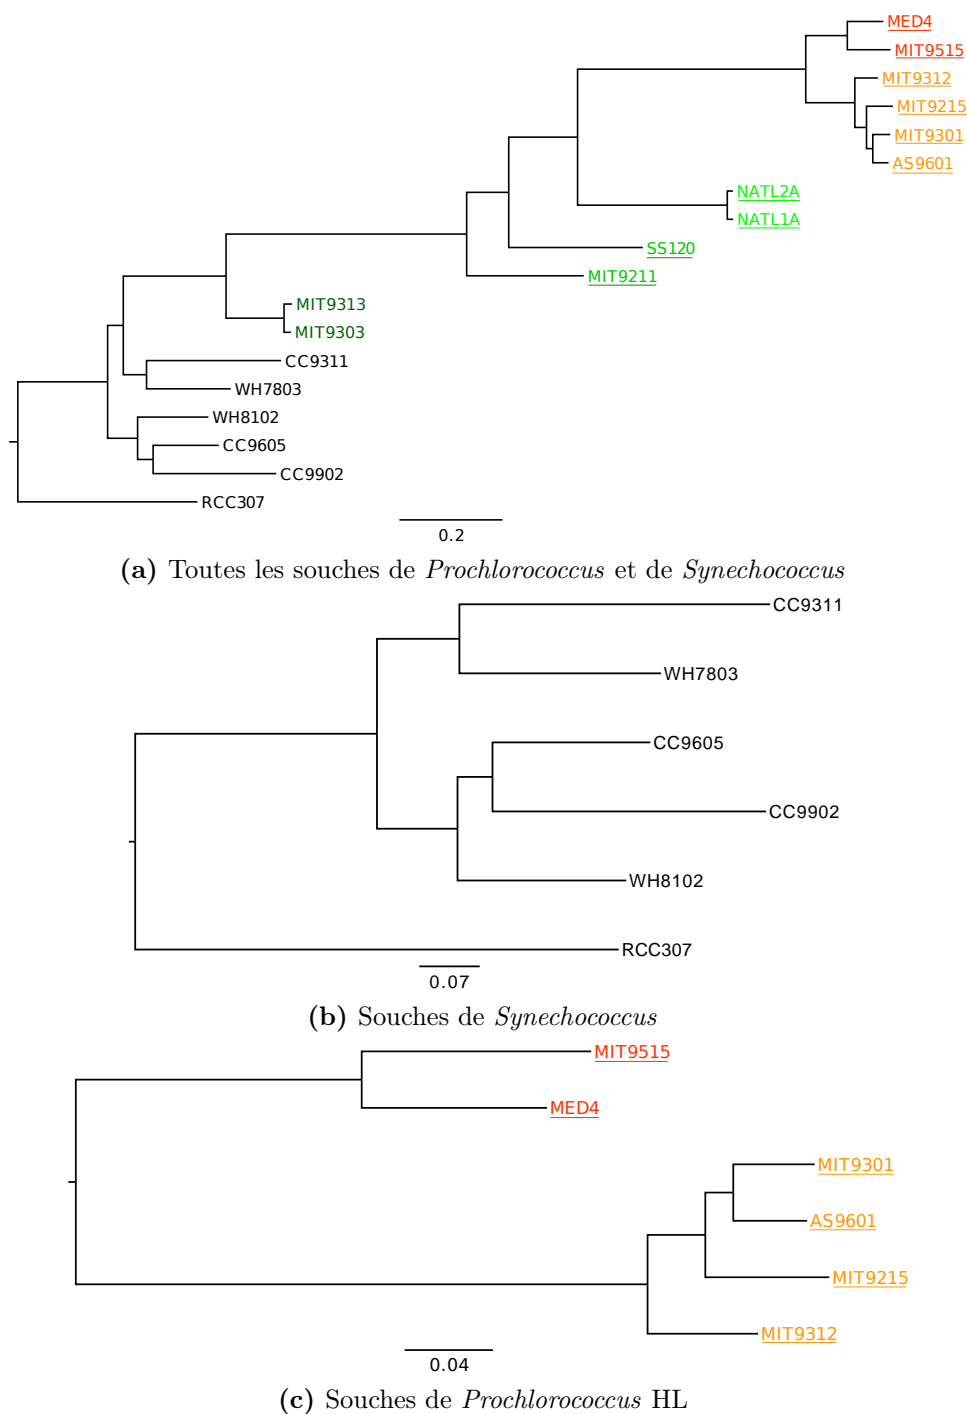 MED4
MIT9515
MIT9312
MIT9215
MIT9301
AS9601
NATL2A
NATL1A
SS120
MIT9211
MIT9313
MIT9303
CC9311
WH7803
WH8102
CC9605
CC9902
RCC307
0.2
(a) Toutes les souches de Prochlorococcus et de Synechococcus
CC9311
WH7803
CC9605
CC9902
WH8102
RCC307
0.07
(b) Souches de Synechococcus
MIT9515
MED4
MIT9301
AS9601
MIT9215
MIT9312
0.04
(c) Souches de Prochlorococcus HL